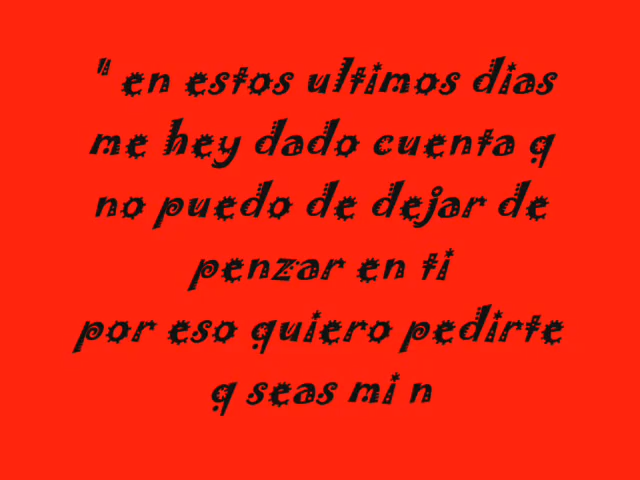 " en estos ultimos dias
me hey dado cuenta q
no puedo de dejar de
penzar en ti
por eso quiero pedirte
q seas mi n